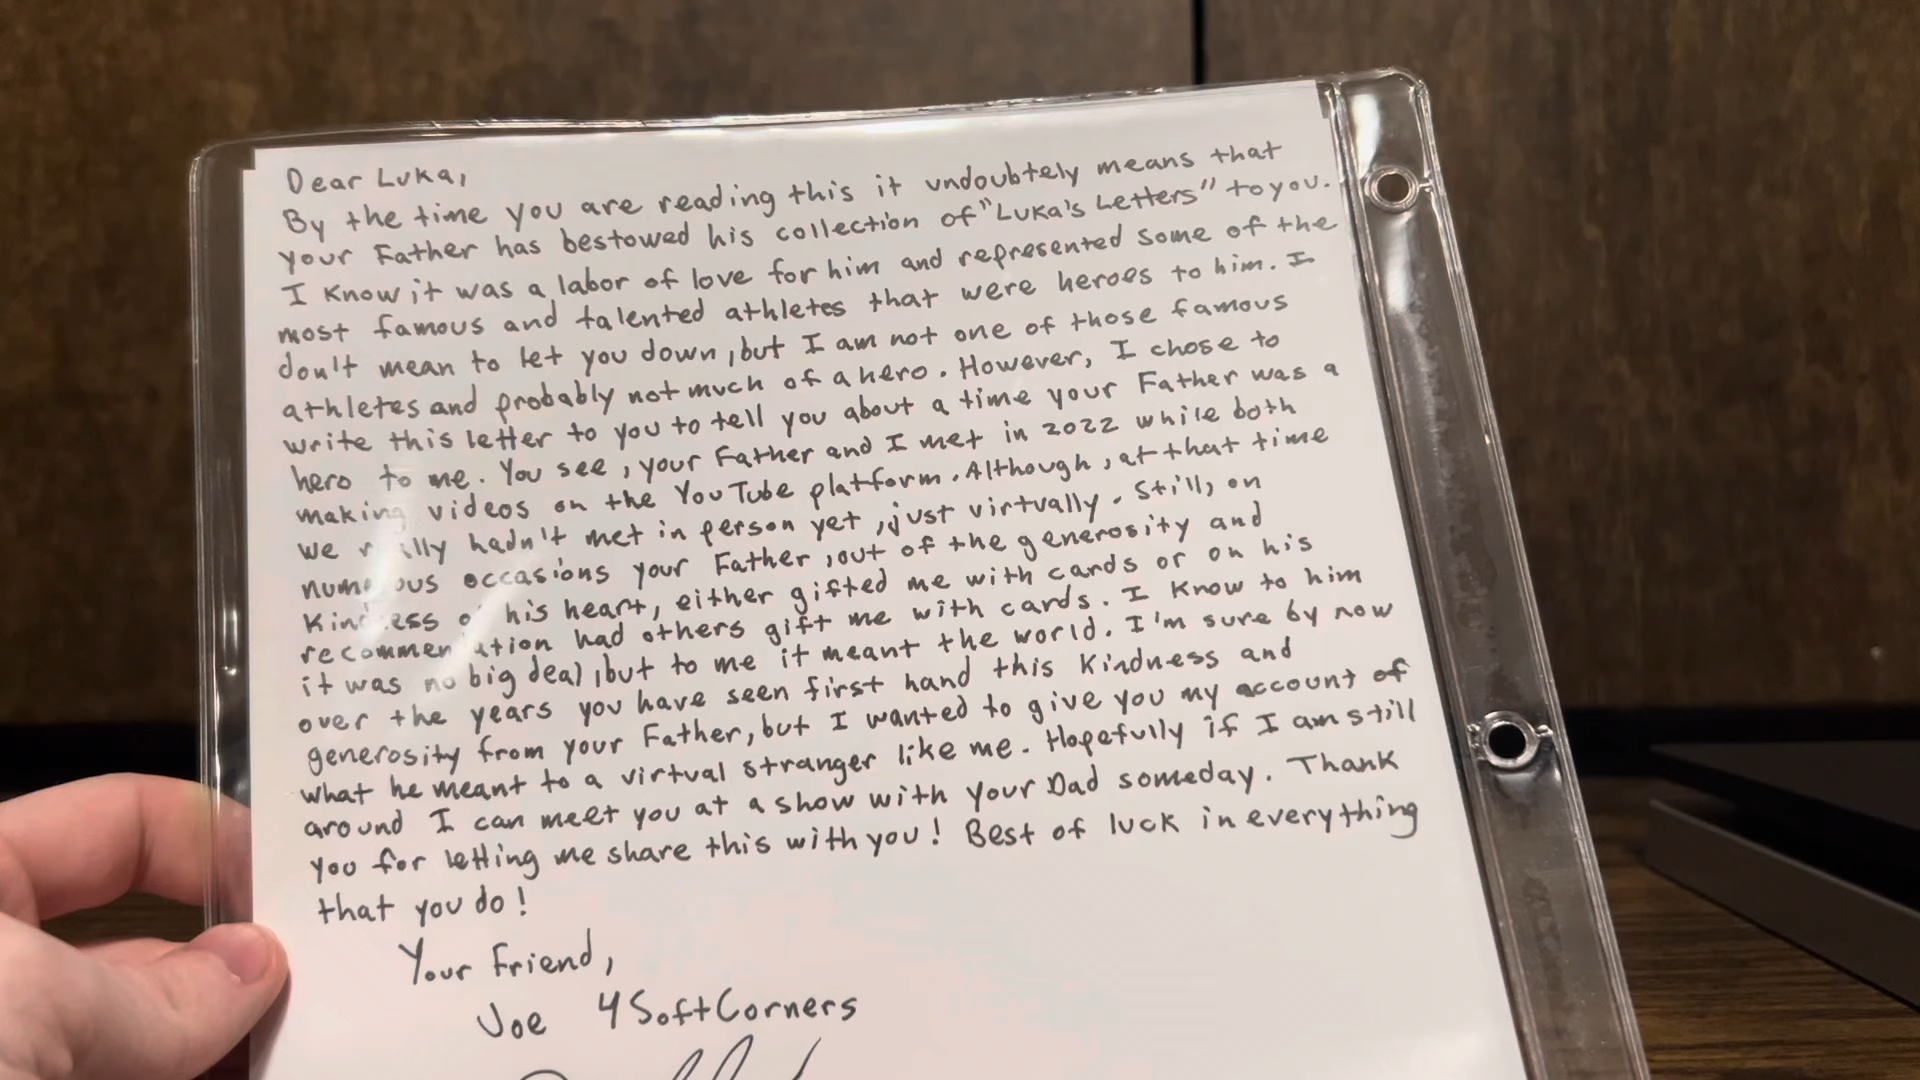 Dear Luka,
By the time you are reading this it undoubtely means that
your Father has bestowed his collection of "Luka's Letters" to you.
I know it was a labor of love for him and represented some of the
most famous and talented athletes that were heroes to him. I
don't mean to let you down, but I am not one of those famous
athletes and probably not much of a hero. However, I chose to
write this letter to you to tell you about a time your Father was a
hero to me. You see, your Father and I met in 2022 while both
making videos on the YouTube platform. Although, at that time
we really hadn't met in person yet, just virtually. Still, on
numerous occasions your Father, out of the generosity and
kindness of his heart, either gifted me with cards or on his
recommendation had others gift me with cards. I know to him
it was no big deal, but to me it meant the world. I'm sure by now
over the years you have seen first hand this kindness and
generosity from your Father, but I wanted to give you my account of
what he meant to a virtual stranger like me. Hopefully if I am still
around I can meet you at a show with your Dad someday. Thank
you for letting me share this with you! Best of luck in everything
that you do!
Your Friend,
Joe 4SoftCorners